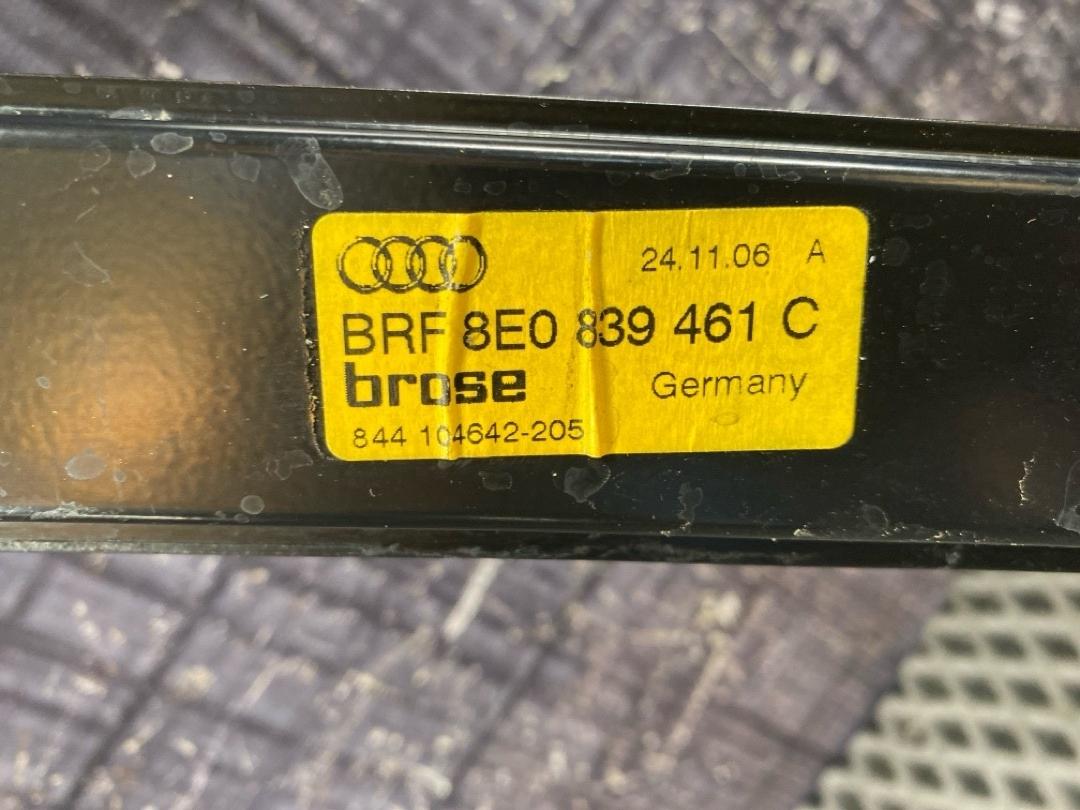 24.11.06 A
BRF 8E0 839 461 C
brose Germany
844 104642-205